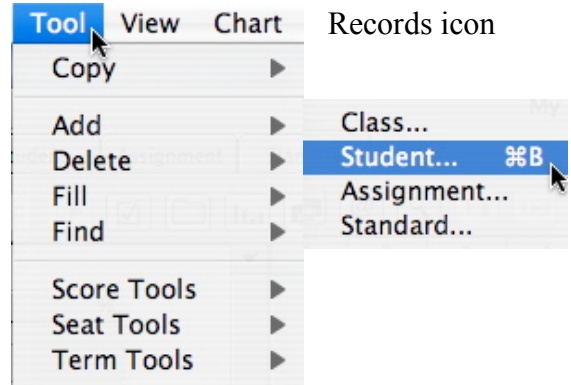 Tool View Chart Records icon
Copy
Add
Delete
Fill
Find
Score Tools
Seat Tools
Term Tools
Class...
Student... ⌘B
Assignment...
Standard...